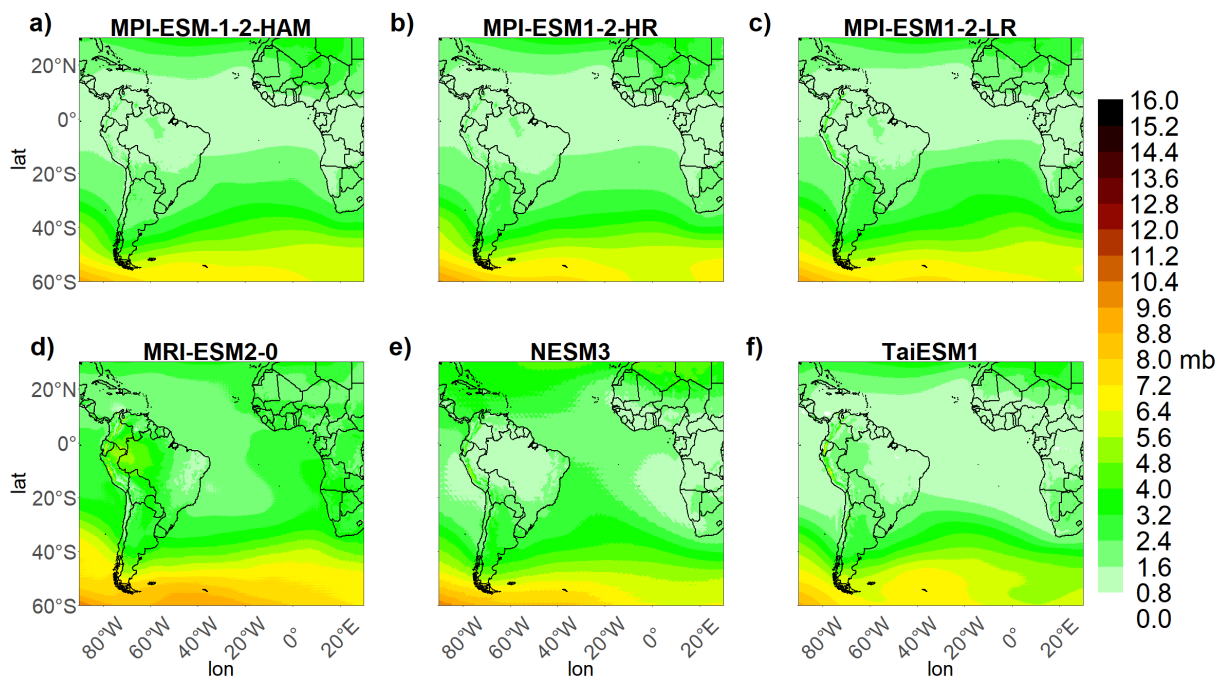 a) MPI-ESM-1-2-HAM
b) MPI-ESM1-2-HR
c) MPI-ESM1-2-LR
20°N
0°
20°S
40°S
60°S
lat
d) MRI-ESM2-0
e) NESM3
f) TaiESM1
20°N
0°
20°S
40°S
60°S
lat
80°W 60°W 40°W 20°W 0° 20°E
lon
80°W 60°W 40°W 20°W 0° 20°E
lon
80°W 60°W 40°W 20°W 0° 20°E
lon
16.0
15.2
14.4
13.6
12.8
12.0
11.2
10.4
9.6
8.8
8.0 mb
7.2
6.4
5.6
4.8
4.0
3.2
2.4
1.6
0.8
0.0